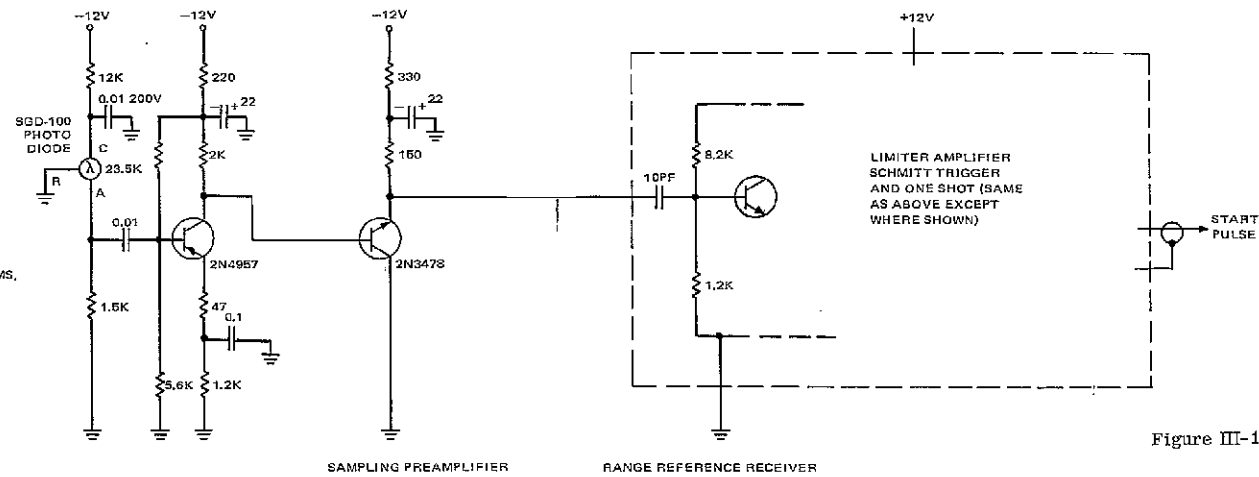 −12V
−12V
−12V
+12V
12K
220
330
0.01 200V
− + 22
− + 22
SGD-100
PHOTO
DIODE
C
λ
23.5K
R
A
2K
150
0.01
2N4957
2N3478
MS,
1.5K
47
0.1
5.6K
1.2K
10PF
8.2K
1.2K
LIMITER AMPLIFIER
SCHMITT TRIGGER
AND ONE SHOT (SAME
AS ABOVE EXCEPT
WHERE SHOWN)
START
PULSE
SAMPLING PREAMPLIFIER
RANGE REFERENCE RECEIVER
Figure III-1